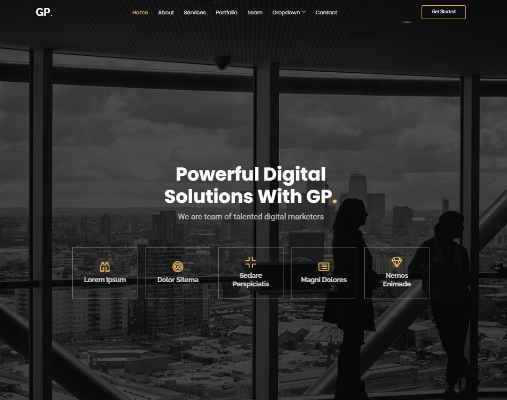 GP.
Home About Services Portfolio Team Dropdown Contact
Get Started
Powerful Digital
Solutions With GP.
We are team of talented digital marketers
Lorem Ipsum
Dolor Sitema
Sedare
Perspiciatis
Magni Dolores
Nemos
Enimade